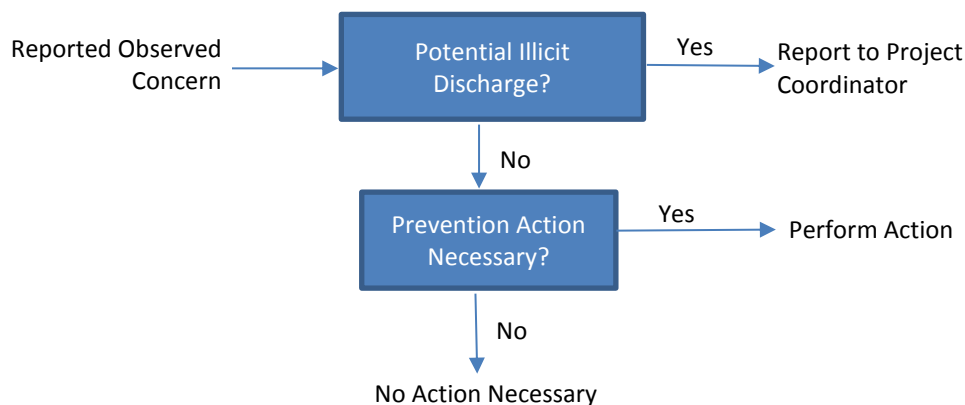 Reported Observed
Concern
Potential Illicit
Discharge?
Yes
Report to Project
Coordinator
No
Prevention Action
Necessary?
Yes
Perform Action
No
No Action Necessary